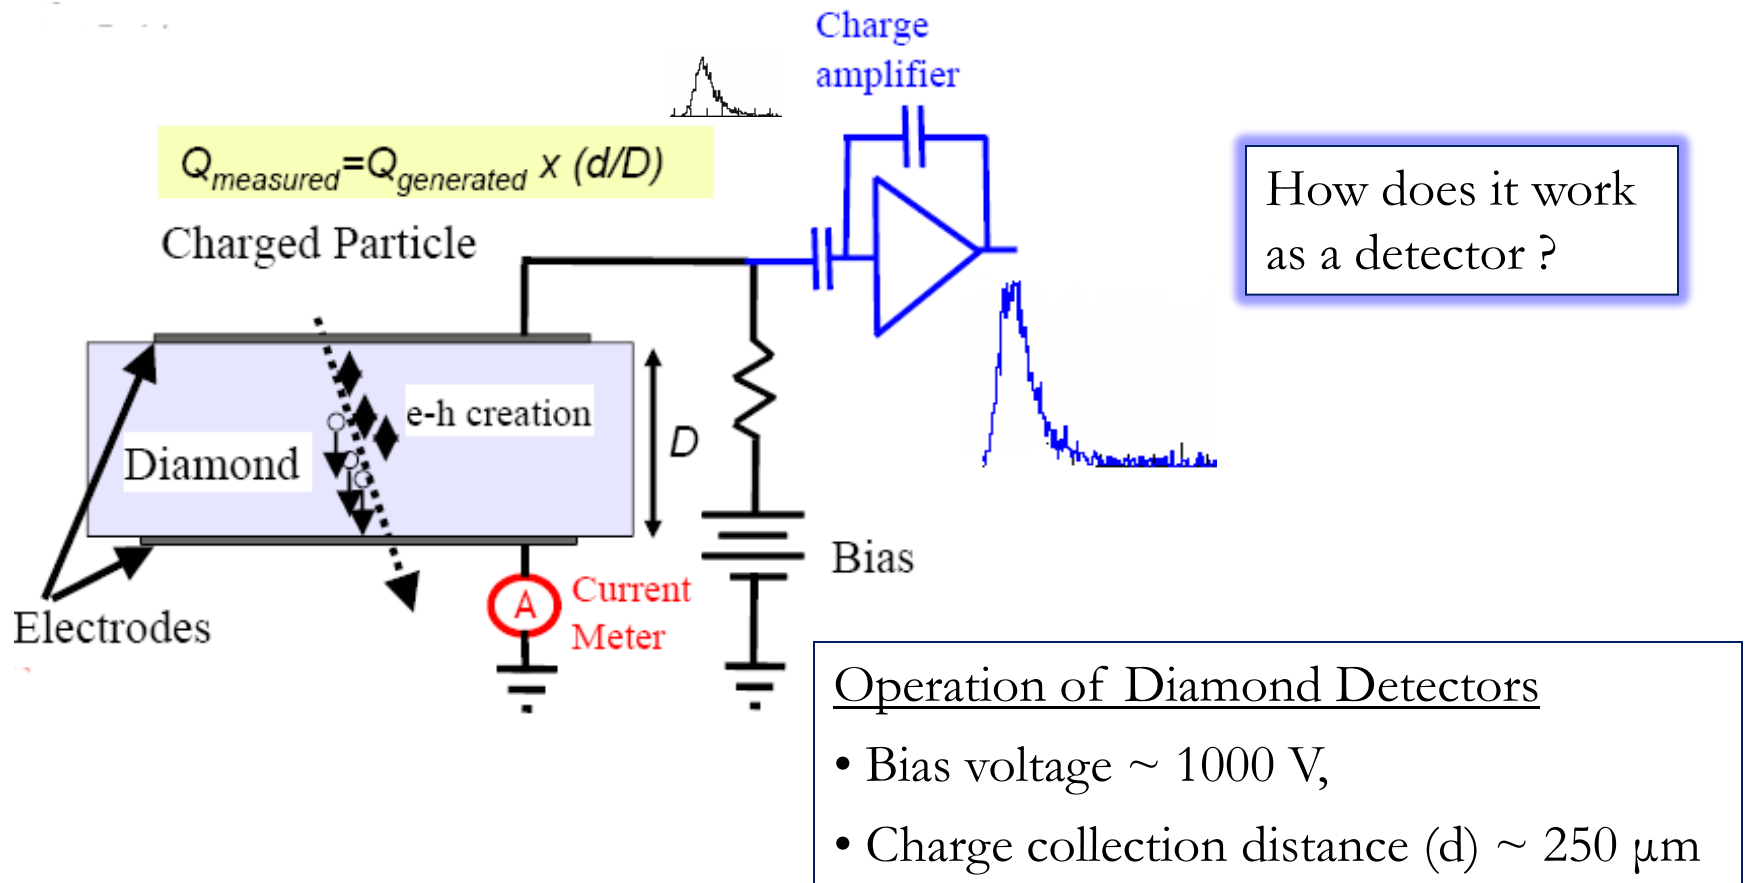 Charge
amplifier
Qmeasured=Qgenerated x (d/D)
Charged Particle
How does it work
as a detector ?
e-h creation
Diamond
D
Bias
A
Current
Meter
Electrodes
Operation of Diamond Detectors
• Bias voltage ~ 1000 V,
• Charge collection distance (d) ~ 250 μm